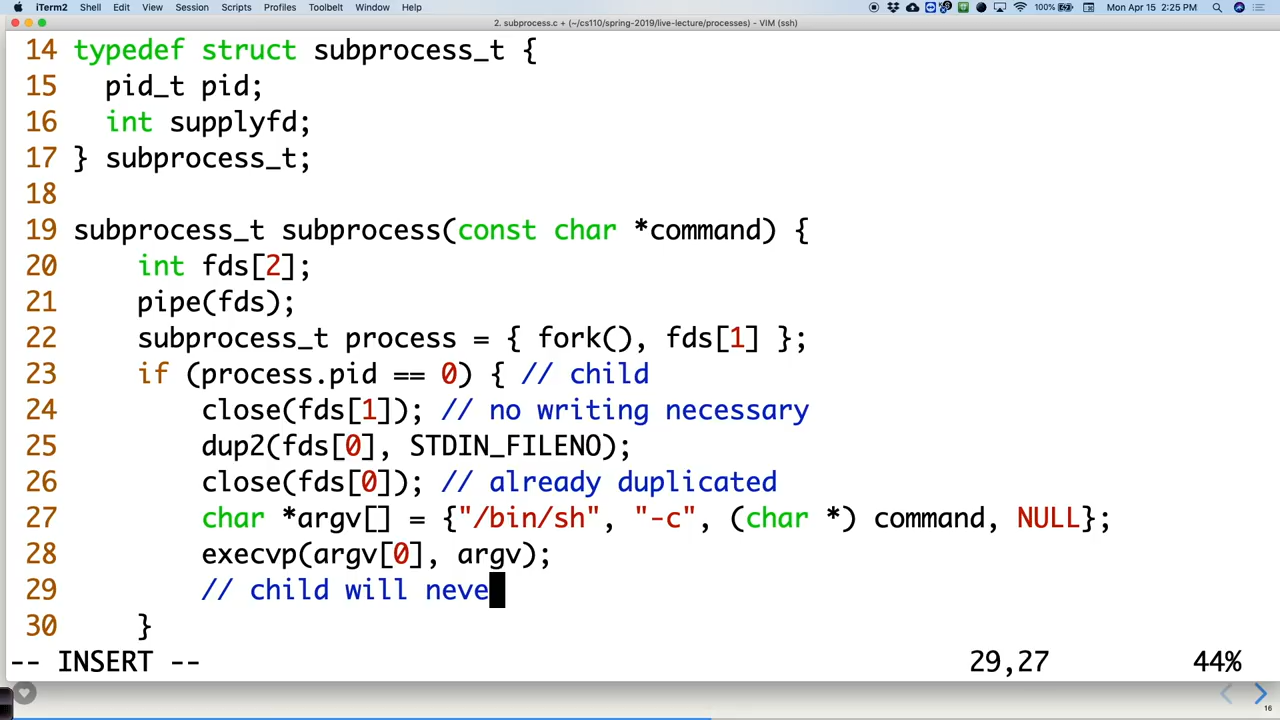 iTerm2 Shell Edit View Session Scripts Profiles Toolbelt Window Help 100% Mon Apr 15 2:25 PM
2. subprocess.c + (~/cs110/spring-2019/live-lecture/processes) - VIM (ssh)
14 typedef struct subprocess_t {
15   pid_t pid;
16   int supplyfd;
17 } subprocess_t;
18
19 subprocess_t subprocess(const char *command) {
20     int fds[2];
21     pipe(fds);
22     subprocess_t process = { fork(), fds[1] };
23     if (process.pid == 0) { // child
24         close(fds[1]); // no writing necessary
25         dup2(fds[0], STDIN_FILENO);
26         close(fds[0]); // already duplicated
27         char *argv[] = {"/bin/sh", "-c", (char *) command, NULL};
28         execvp(argv[0], argv);
29         // child will neve
30     }
-- INSERT -- 29,27 44%
16